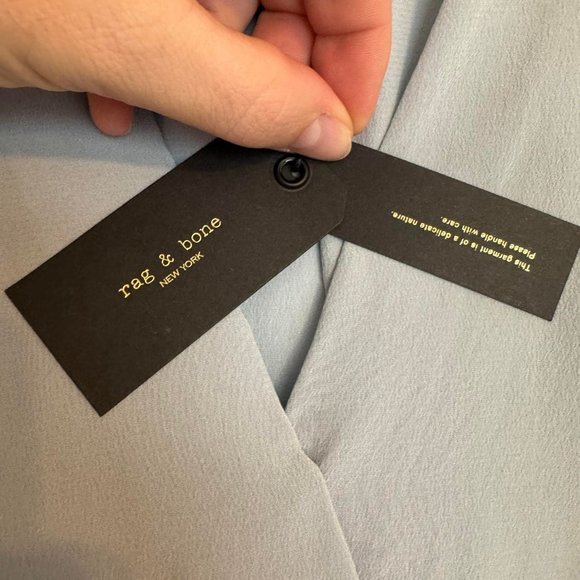 rag & bone
NEW YORK
This garment is of a delicate nature.
Please handle with care.